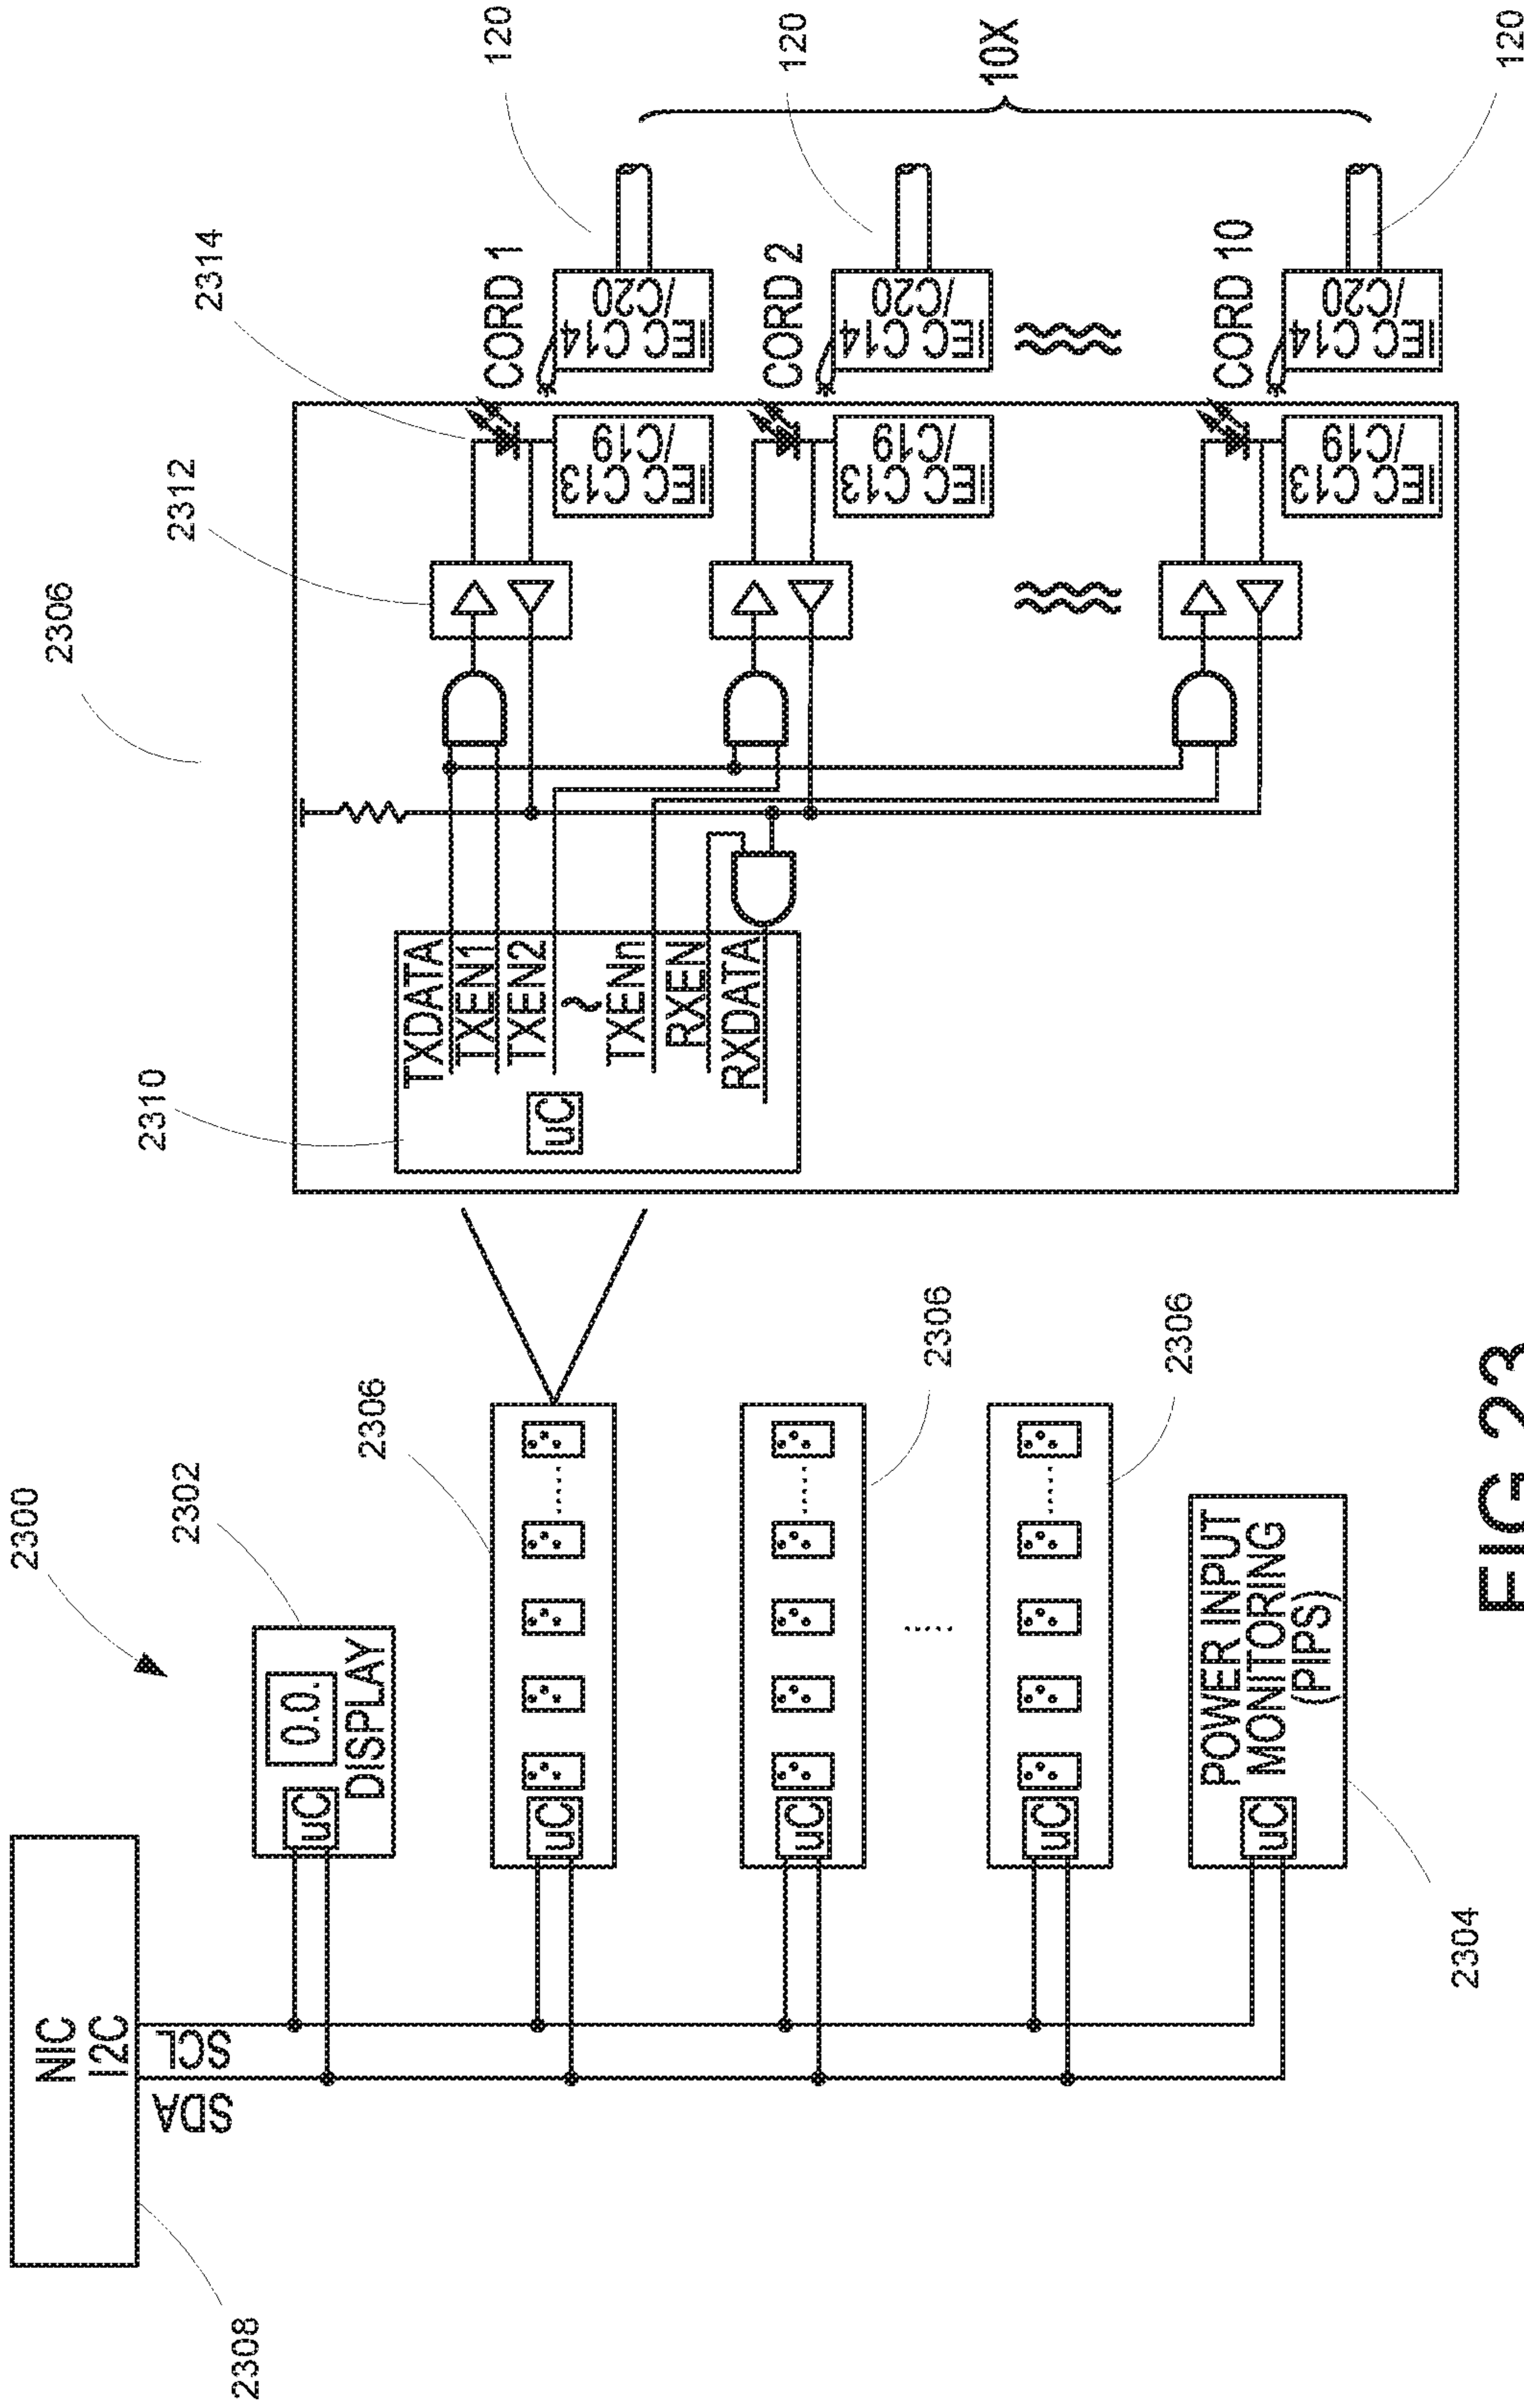 2300
2308
NIC
I2C
SDA
SCL
2302
uC
0.0.
DISPLAY
2306
uC
2306
uC
2306
uC
2304
uC
POWER INPUT
MONITORING
(PIPS)
2306
2310
uC
TXDATA
TXEN1
TXEN2
~
TXENn
RXEN
RXDATA
2312
2314
IEC C13
/C19
CORD 1
IEC C14
/C20
120
IEC C13
/C19
CORD 2
IEC C14
/C20
120
IEC C13
/C19
CORD 10
IEC C14
/C20
120
10X
FIG 23